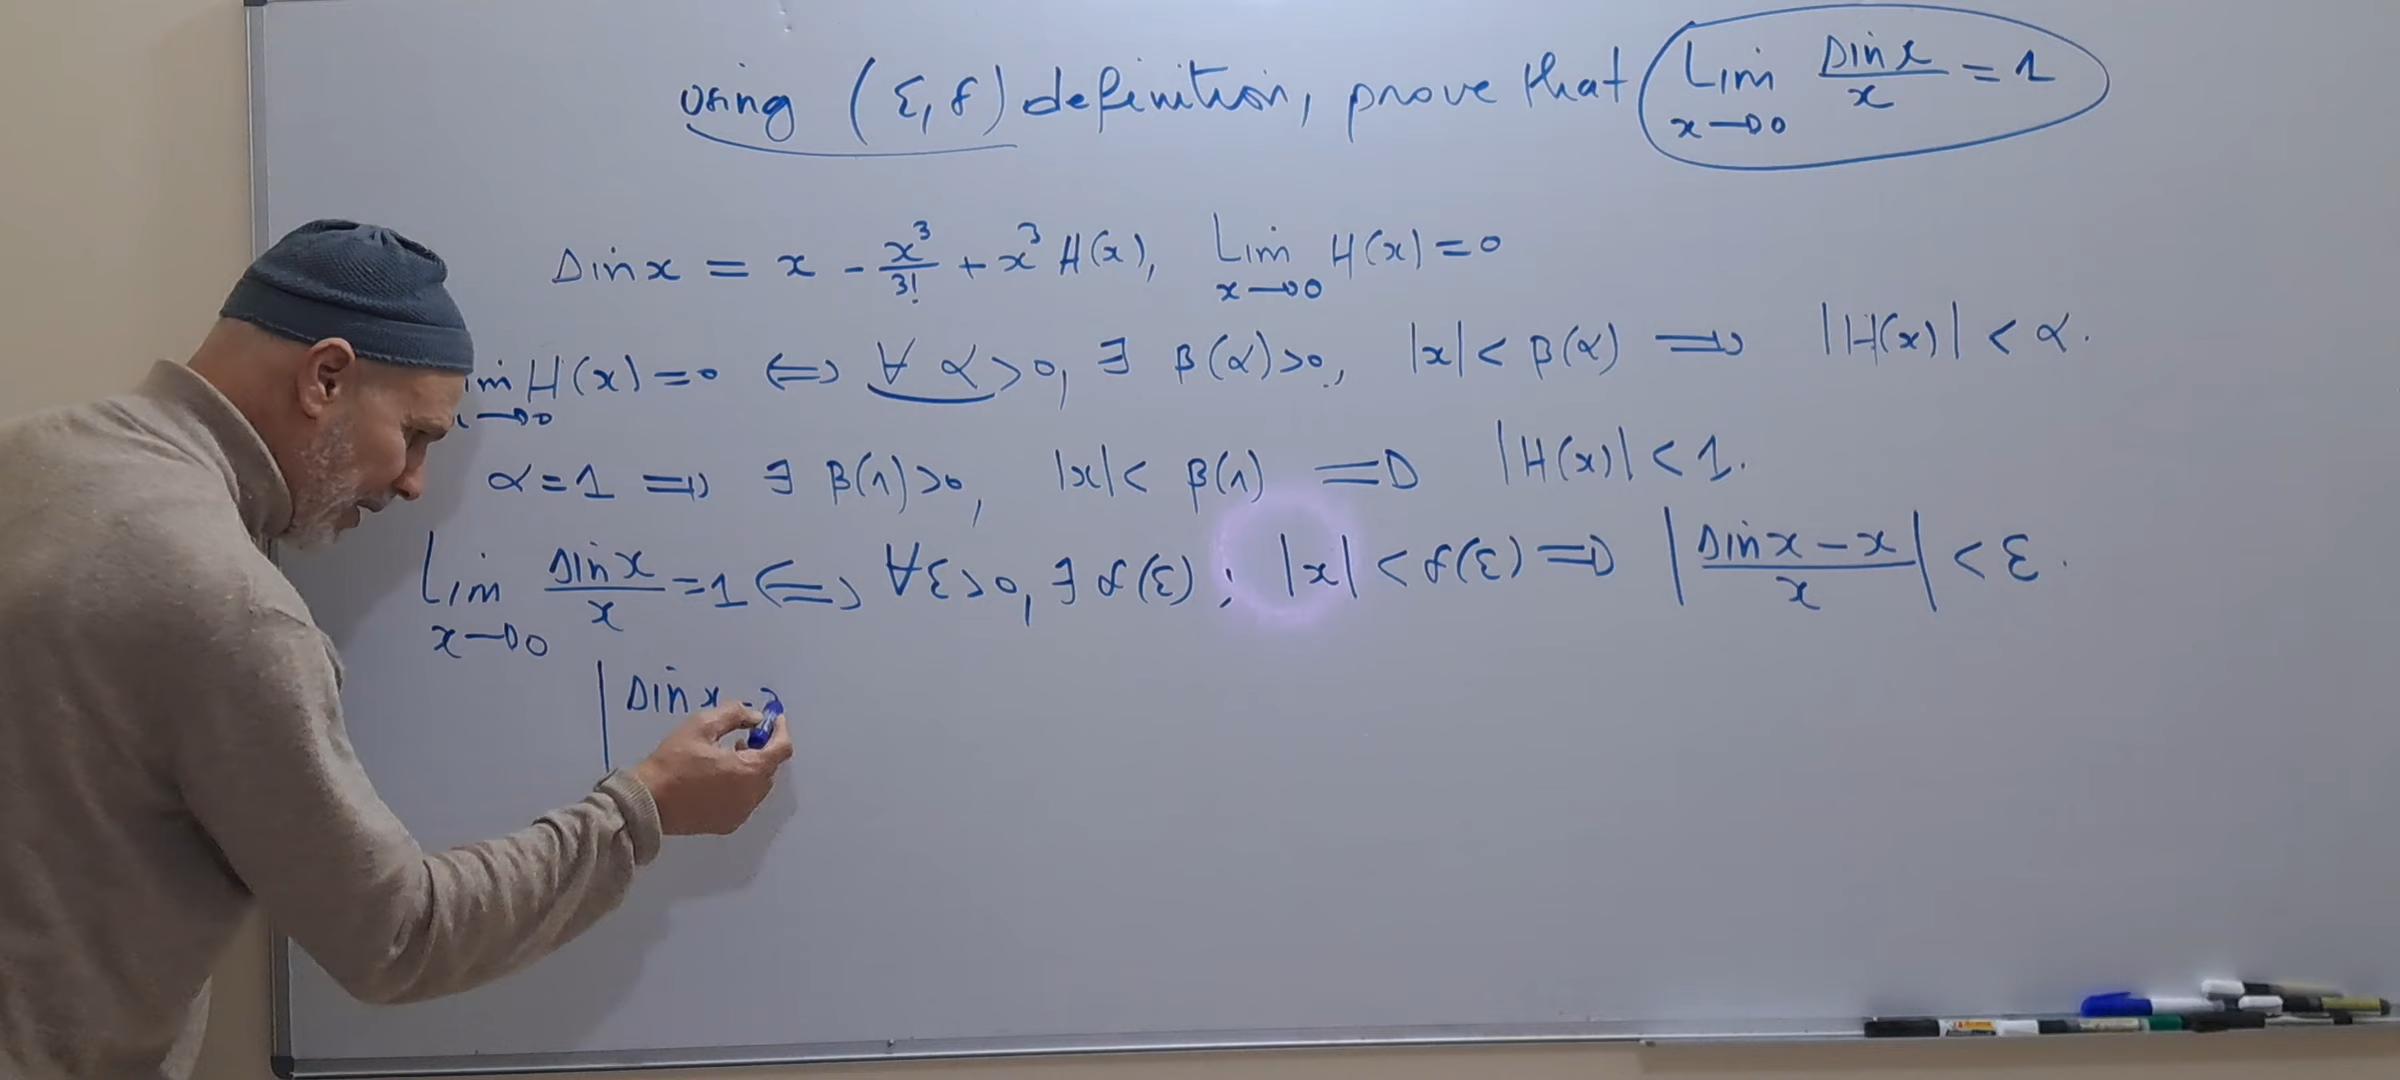 using (ε, δ) definition, prove that Lim x→0 sin x / x = 1
sin x = x - x³/3! + x³ H(x), Lim x→0 H(x) = 0
im x→0 H(x) = 0 ⟺ ∀ α > 0, ∃ β(α) > 0, |x| < β(α) ⟹ |H(x)| < α.
α = 1 ⟹ ∃ β(1) > 0, |x| < β(1) ⟹ |H(x)| < 1.
Lim x→0 sin x / x = 1 ⟺ ∀ε > 0, ∃ δ(ε) ; |x| < δ(ε) ⟹ |(sin x - x) / x| < ε.
| sin x -